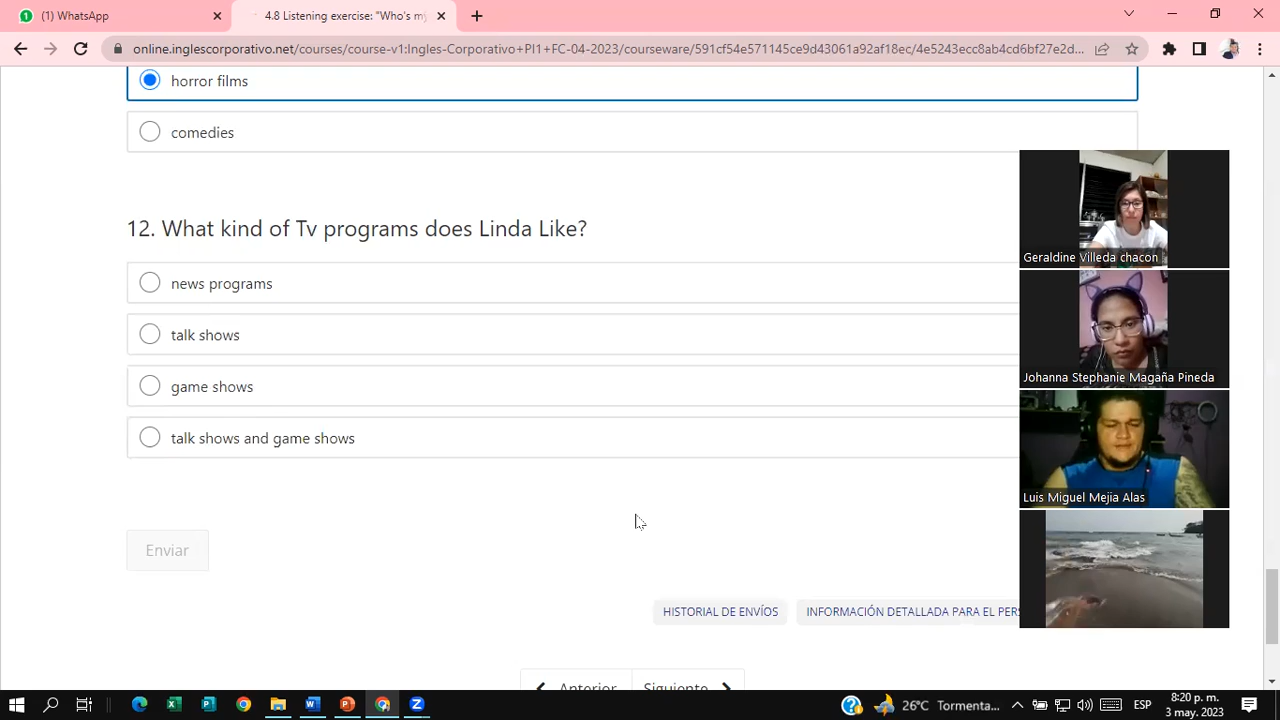 (1) WhatsApp
4.8 Listening exercise: "Who's my
online.inglescorporativo.net/courses/course-v1:Ingles-Corporativo+PI1+FC-04-2023/courseware/591cf54e571145ce9d43061a92af18ec/4e5243ecc8ab4cd6bf27e2d...
horror films
comedies
12. What kind of Tv programs does Linda Like?
news programs
talk shows
game shows
talk shows and game shows
Enviar
HISTORIAL DE ENVÍOS
INFORMACIÓN DETALLADA PARA EL PERS
Anterior
Siguiente
Geraldine Villeda chacon
Johanna Stephanie Magaña Pineda
Luis Miguel Mejia Alas
26°C Tormenta...
ESP
8:20 p. m.
3 may. 2023